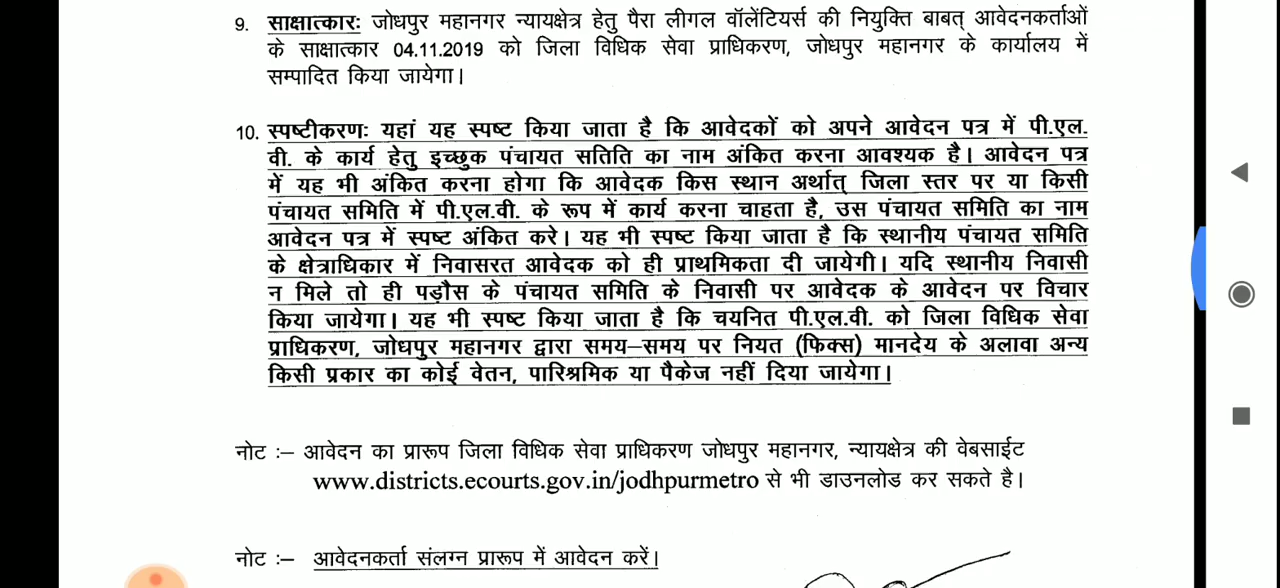 9. साक्षात्कारः जोधपुर महानगर न्यायक्षेत्र हेतु पैरा लीगल वॉलेंटियर्स की नियुक्ति बाबत् आवेदनकर्ताओं
के साक्षात्कार 04.11.2019 को जिला विधिक सेवा प्राधिकरण, जोधपुर महानगर के कार्यालय में
सम्पादित किया जायेगा।
10. स्पष्टीकरणः यहां यह स्पष्ट किया जाता है कि आवेदकों को अपने आवेदन पत्र में पी.एल.
वी. के कार्य हेतु इच्छुक पंचायत सतिति का नाम अंकित करना आवश्यक है। आवेदन पत्र
में यह भी अंकित करना होगा कि आवेदक किस स्थान अर्थात् जिला स्तर पर या किसी
पंचायत समिति में पी.एल.वी. के रूप में कार्य करना चाहता है, उस पंचायत समिति का नाम
आवेदन पत्र में स्पष्ट अंकित करे। यह भी स्पष्ट किया जाता है कि स्थानीय पंचायत समिति
के क्षेत्राधिकार में निवासरत आवेदक को ही प्राथमिकता दी जायेगी। यदि स्थानीय निवासी
न मिले तो ही पड़ौस के पंचायत समिति के निवासी पर आवेदक के आवेदन पर विचार
किया जायेगा। यह भी स्पष्ट किया जाता है कि चयनित पी.एल.वी. को जिला विधिक सेवा
प्राधिकरण, जोधपुर महानगर द्वारा समय–समय पर नियत (फिक्स) मानदेय के अलावा अन्य
किसी प्रकार का कोई वेतन, पारिश्रमिक या पैकेज नहीं दिया जायेगा।
नोट :– आवेदन का प्रारूप जिला विधिक सेवा प्राधिकरण जोधपुर महानगर, न्यायक्षेत्र की वेबसाईट
www.districts.ecourts.gov.in/jodhpurmetro से भी डाउनलोड कर सकते है।
नोट :– आवेदनकर्ता संलग्न प्रारूप में आवेदन करें।